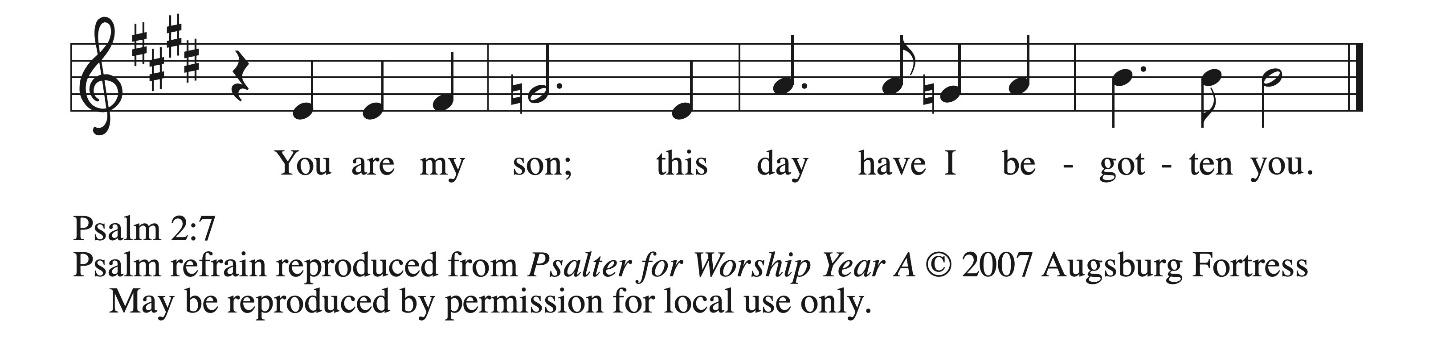 You are my son; this day have I be - got - ten you.
Psalm 2:7
Psalm refrain reproduced from Psalter for Worship Year A © 2007 Augsburg Fortress
May be reproduced by permission for local use only.